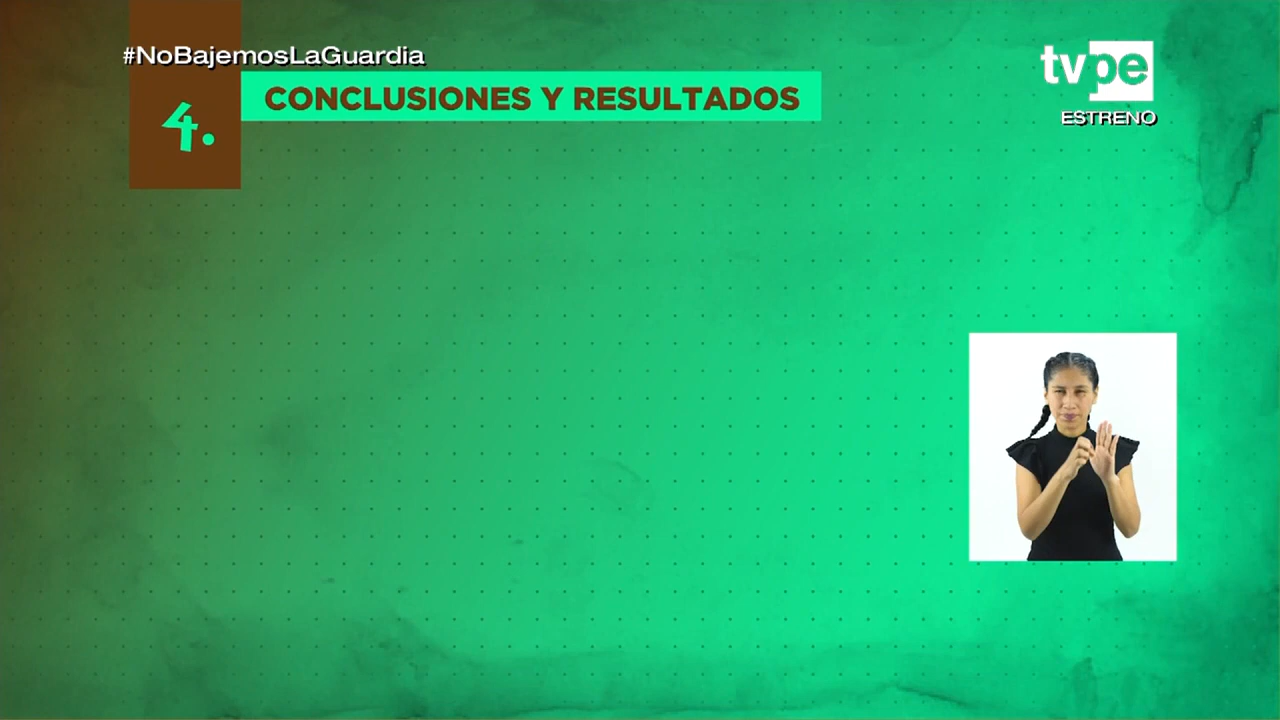 #NoBajemosLaGuardia
4.
CONCLUSIONES Y RESULTADOS
tvpe
ESTRENO